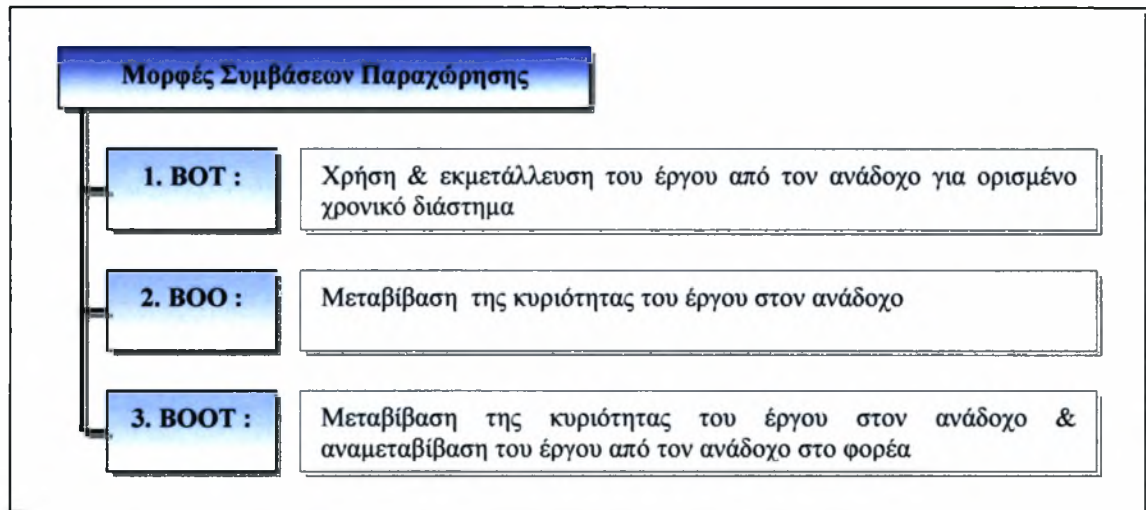 Μορφές Συμβάσεων Παραχώρησης
1. BOT :
Χρήση & εκμετάλλευση του έργου από τον ανάδοχο για ορισμένο
χρονικό διάστημα
2. BOO :
Μεταβίβαση της κυριότητας του έργου στον ανάδοχο
3. BOOT :
Μεταβίβαση της κυριότητας του έργου στον ανάδοχο &
αναμεταβίβαση του έργου από τον ανάδοχο στο φορέα